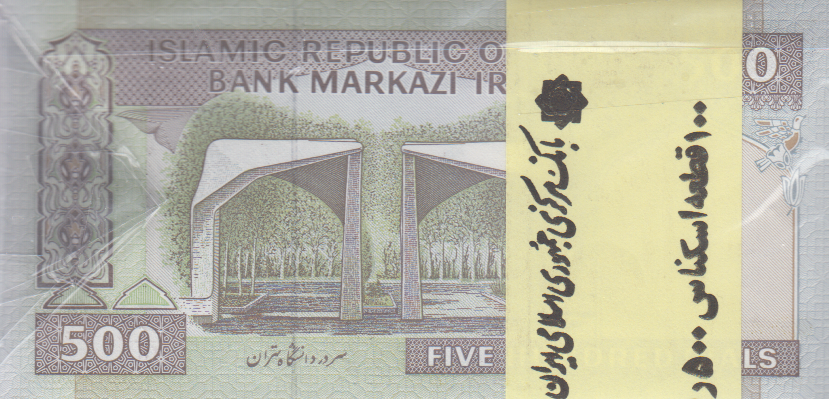 ISLAMIC REPUBLIC O
BANK MARKAZI IR
500
سردر دانشگاه تهران
FIVE
ALS
بانک مرکزی جمهوری اسلامی ایران
۱۰۰ قطعه اسکناس ۵۰۰ ر